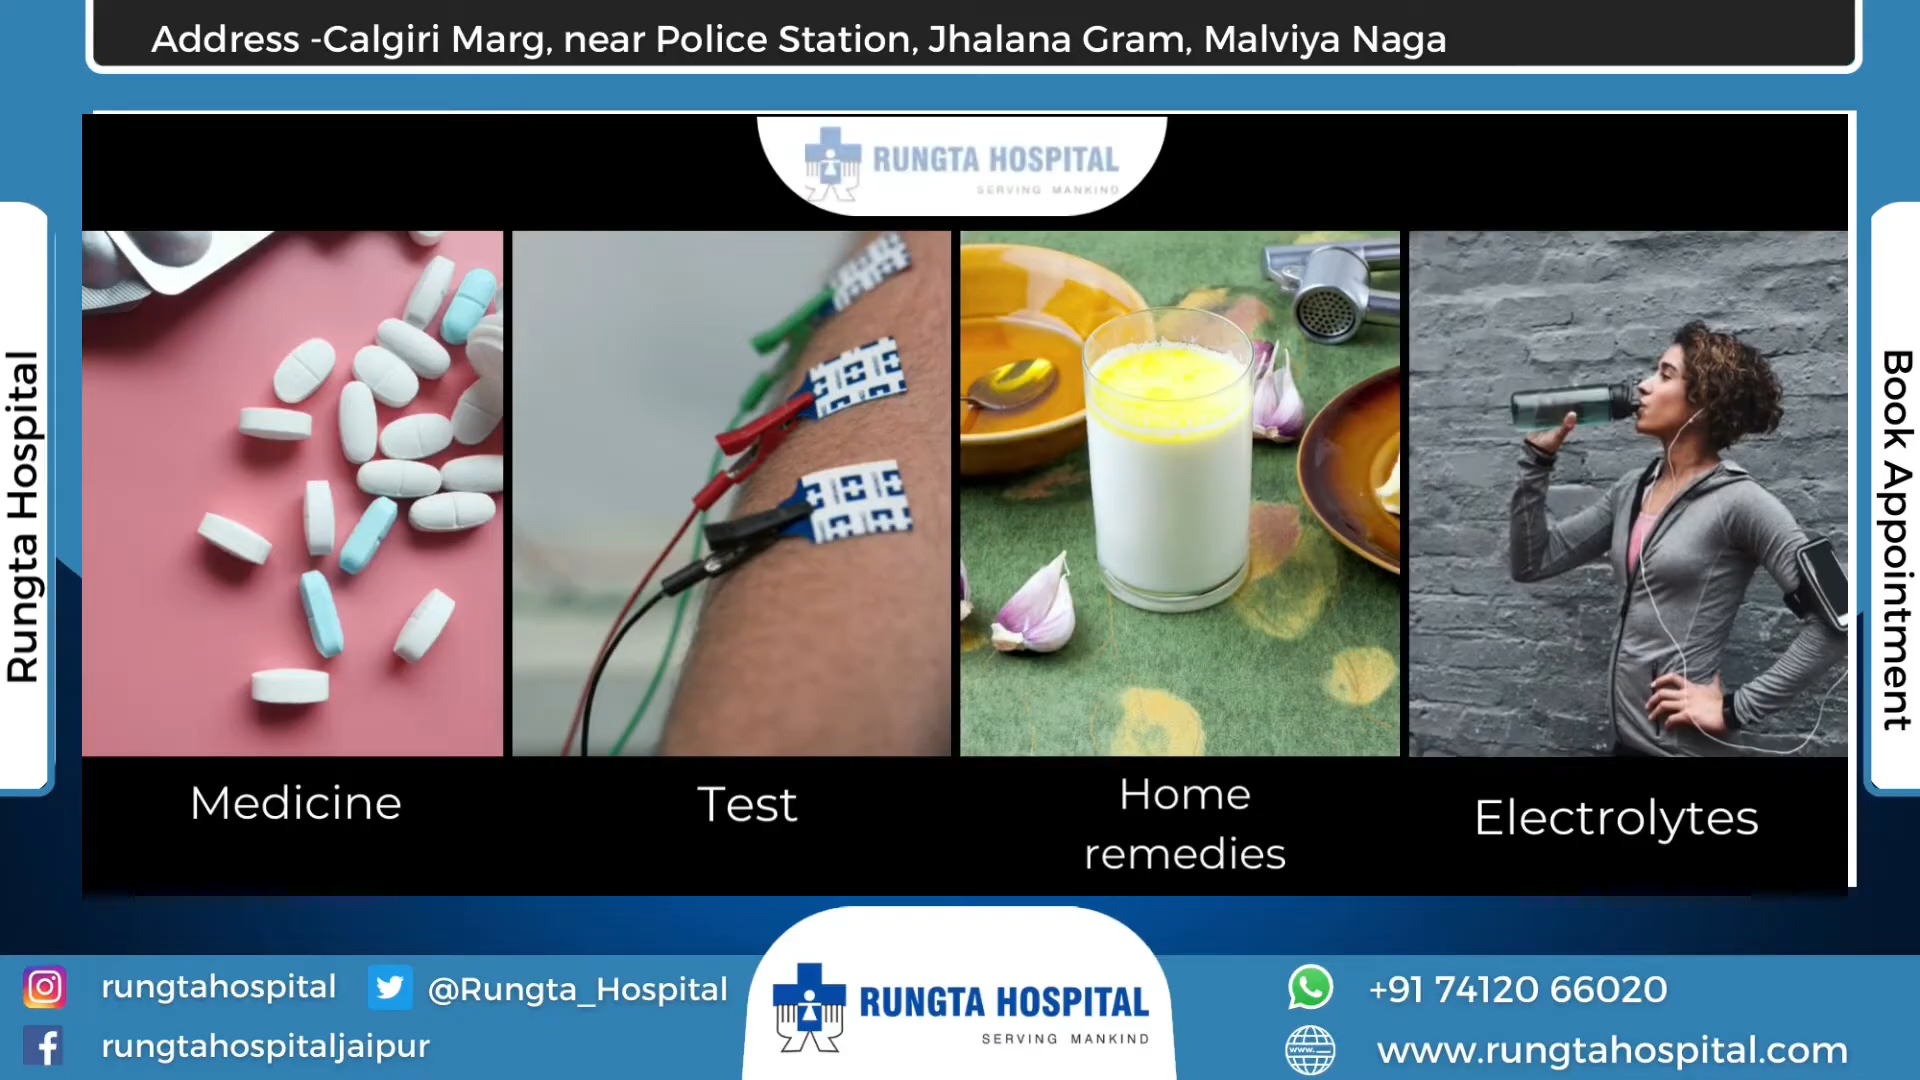 Address -Calgiri Marg, near Police Station, Jhalana Gram, Malviya Naga
RUNGTA HOSPITAL
SERVING MANKIND
Rungta Hospital
Book Appointment
Medicine
Test
Home
remedies
Electrolytes
rungtahospital
@Rungta_Hospital
rungtahospitaljaipur
RUNGTA HOSPITAL
SERVING MANKIND
+91 74120 66020
www.
www.rungtahospital.com